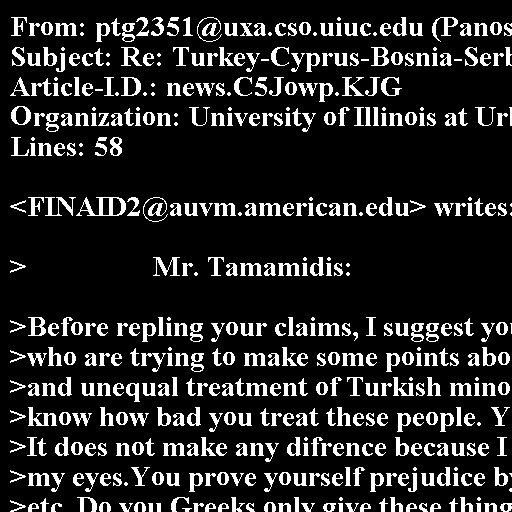 From: ptg2351@uxa.cso.uiuc.edu (Panos
Subject: Re: Turkey-Cyprus-Bosnia-Serb
Article-I.D.: news.C5Jowp.KJG
Organization: University of Illinois at Url
Lines: 58
<FINAID2@auvm.american.edu> writes:
> Mr. Tamamidis:
>Before repling your claims, I suggest you
>who are trying to make some points abo
>and unequal treatment of Turkish mino
>know how bad you treat these people. Y
>It does not make any difrence because I
>my eyes.You prove yourself prejudice by
>etc. Do you Greeks only give these thing